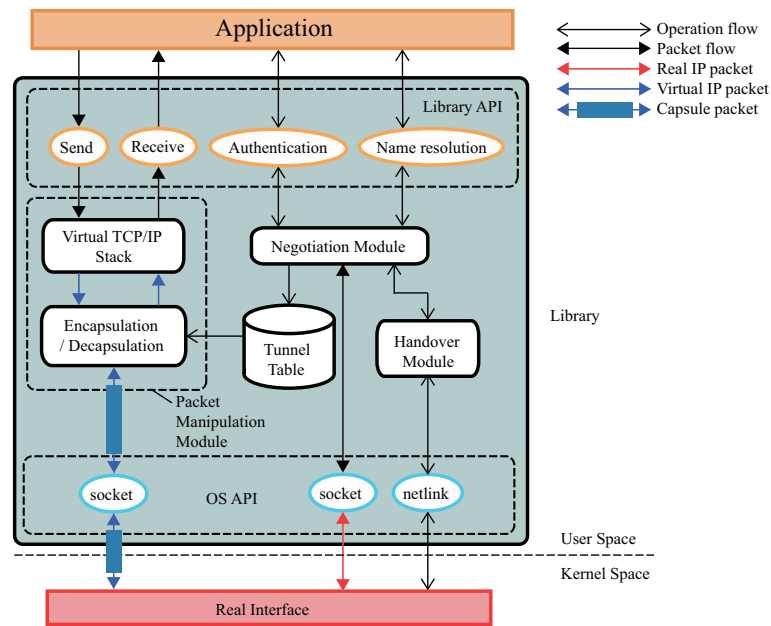 Application
Operation flow
Packet flow
Real IP packet
Virtual IP packet
Capsule packet
Library API
Send
Receive
Authentication
Name resolution
Virtual TCP/IP
Stack
Negotiation Module
Encapsulation
/ Decapsulation
Tunnel
Table
Handover
Module
Library
Packet
Manipulation
Module
socket
OS API
socket
netlink
User Space
Kernel Space
Real Interface